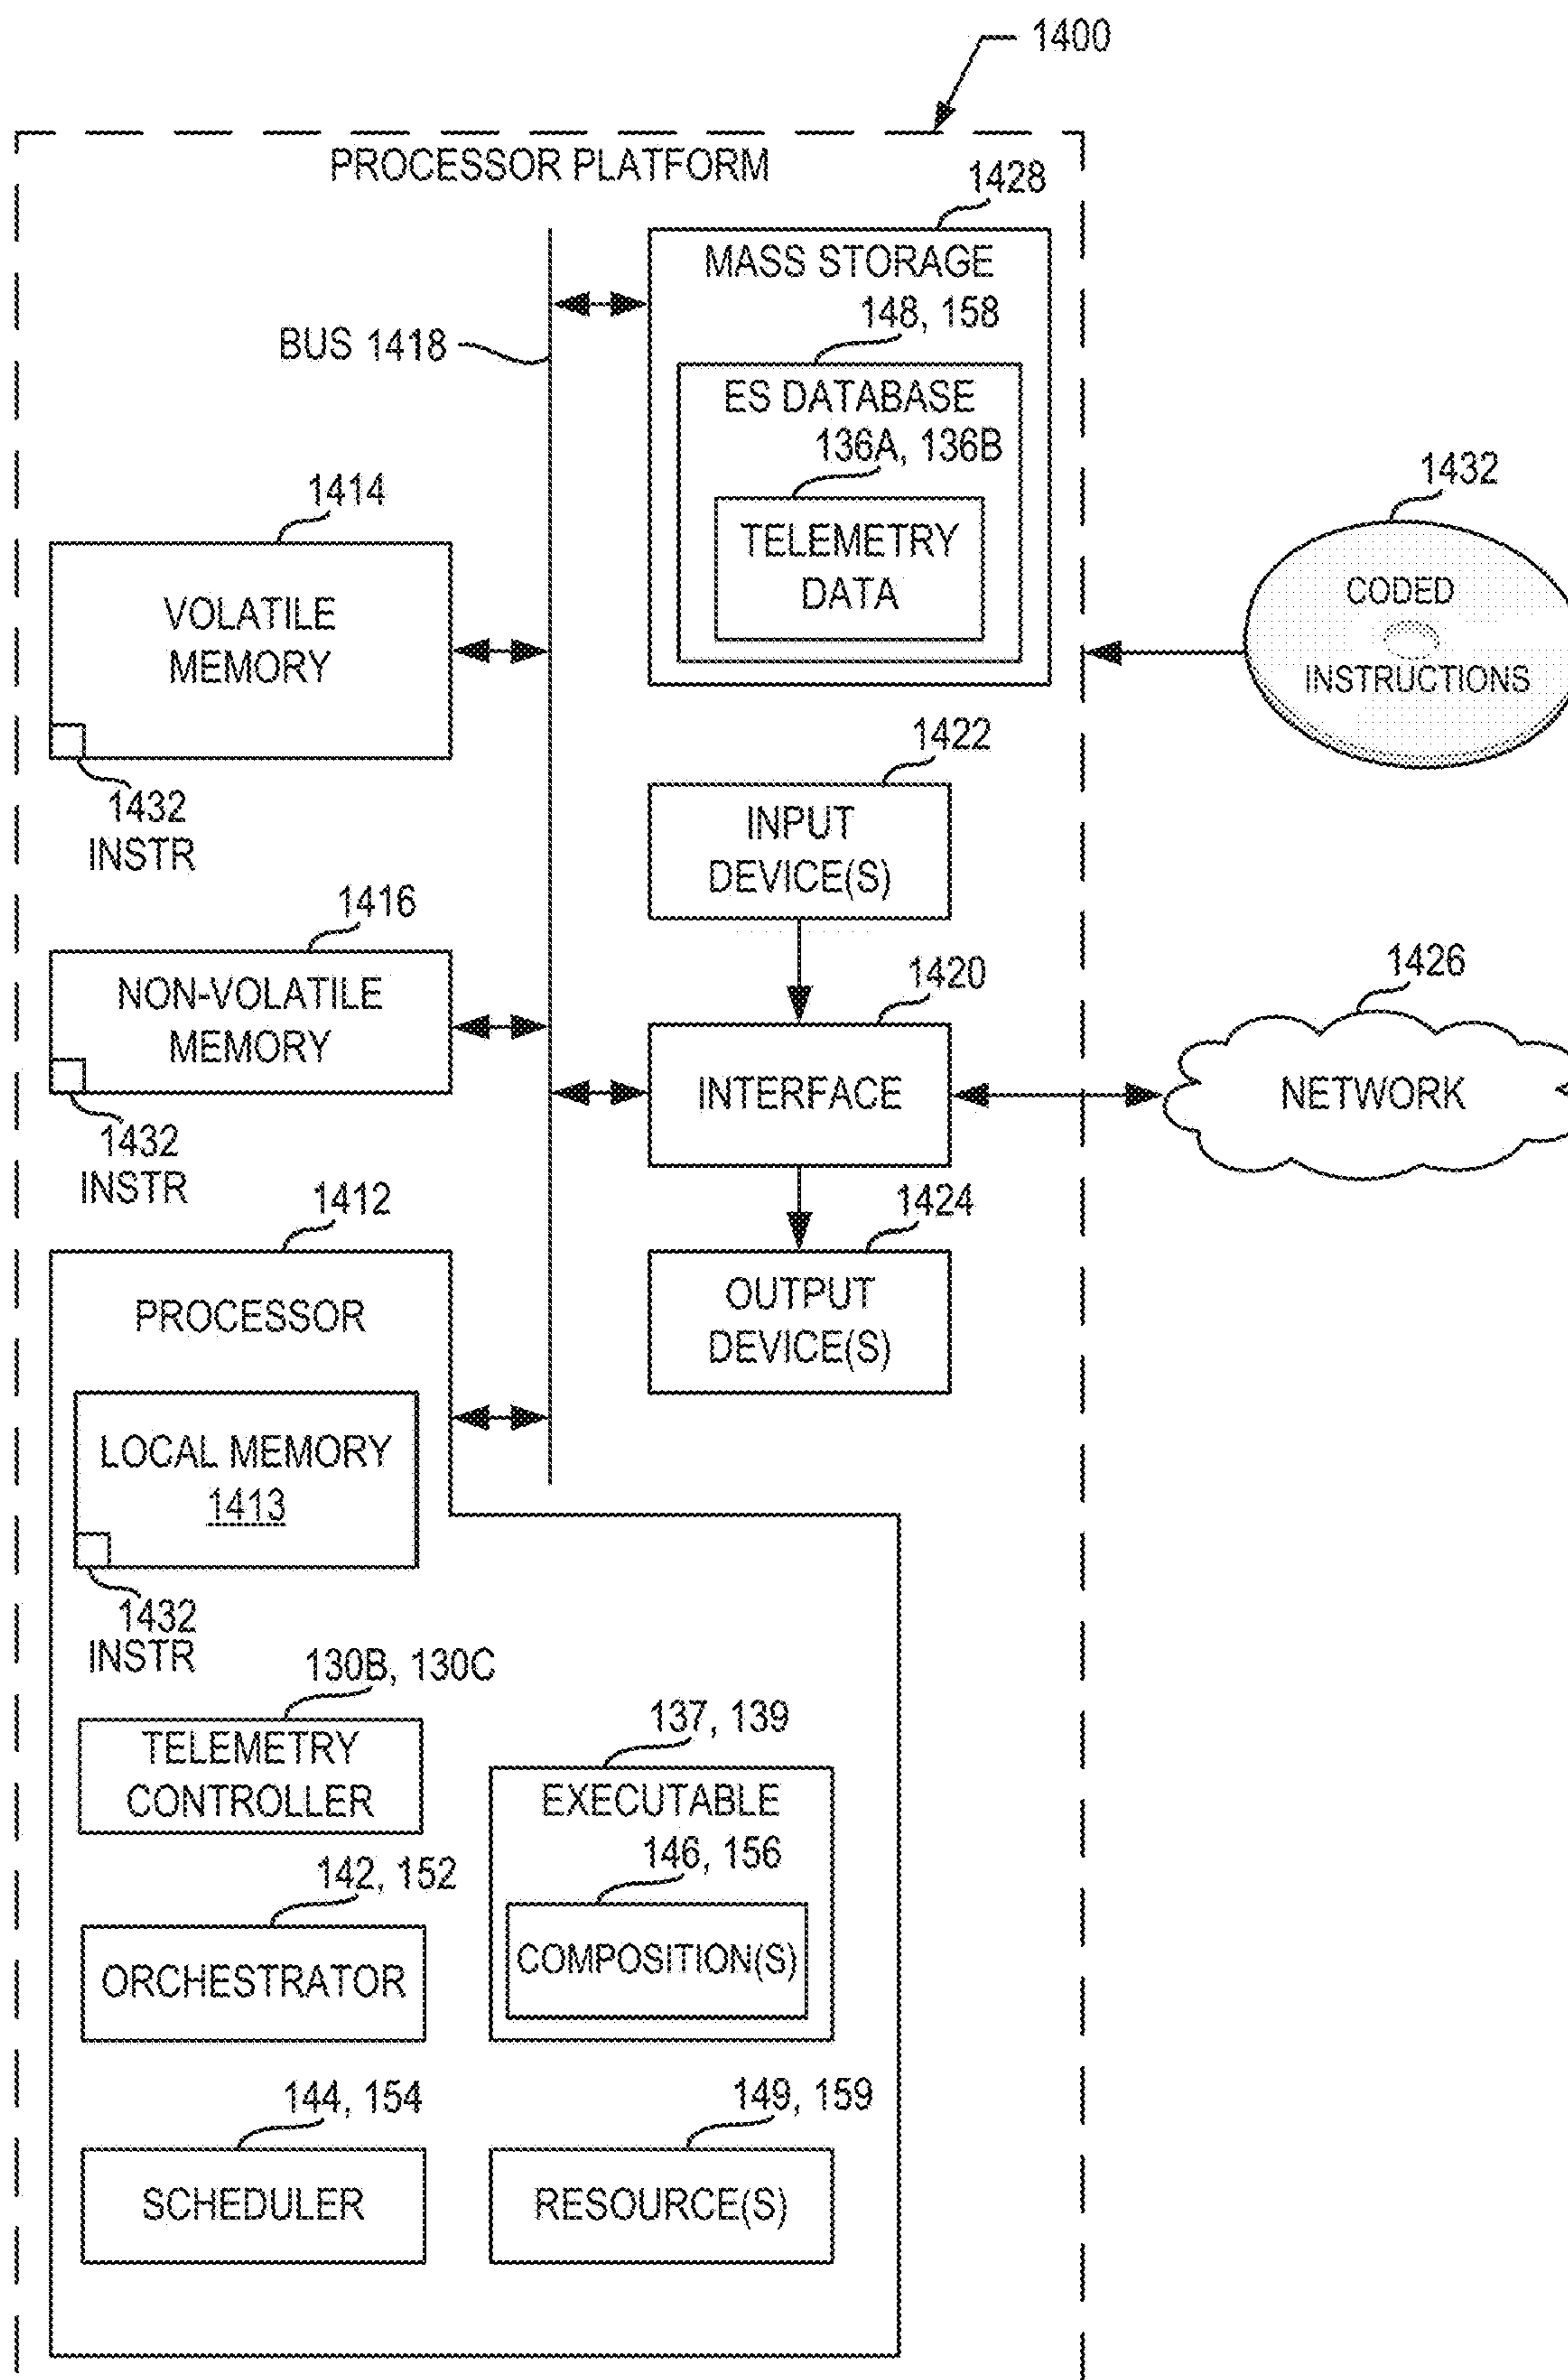 1400
PROCESSOR PLATFORM
1428
MASS STORAGE
148, 158
BUS 1418
ES DATABASE
136A, 136B
TELEMETRY
DATA
1414
VOLATILE
MEMORY
1432
INSTR
1432
CODED
INSTRUCTIONS
1422
INPUT
DEVICE(S)
1416
NON-VOLATILE
MEMORY
1432
INSTR
1420
INTERFACE
1426
NETWORK
1424
OUTPUT
DEVICE(S)
1412
PROCESSOR
LOCAL MEMORY
1413
1432
INSTR
130B, 130C
TELEMETRY
CONTROLLER
137, 139
EXECUTABLE
146, 156
COMPOSITION(S)
142, 152
ORCHESTRATOR
144, 154
SCHEDULER
149, 159
RESOURCE(S)